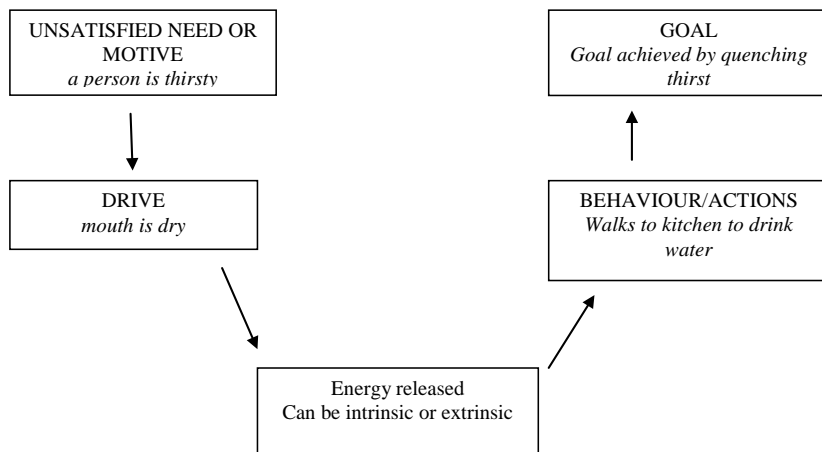 UNSATISFIED NEED OR
MOTIVE
a person is thirsty
DRIVE
mouth is dry
Energy released
Can be intrinsic or extrinsic
BEHAVIOUR/ACTIONS
Walks to kitchen to drink
water
GOAL
Goal achieved by quenching
thirst